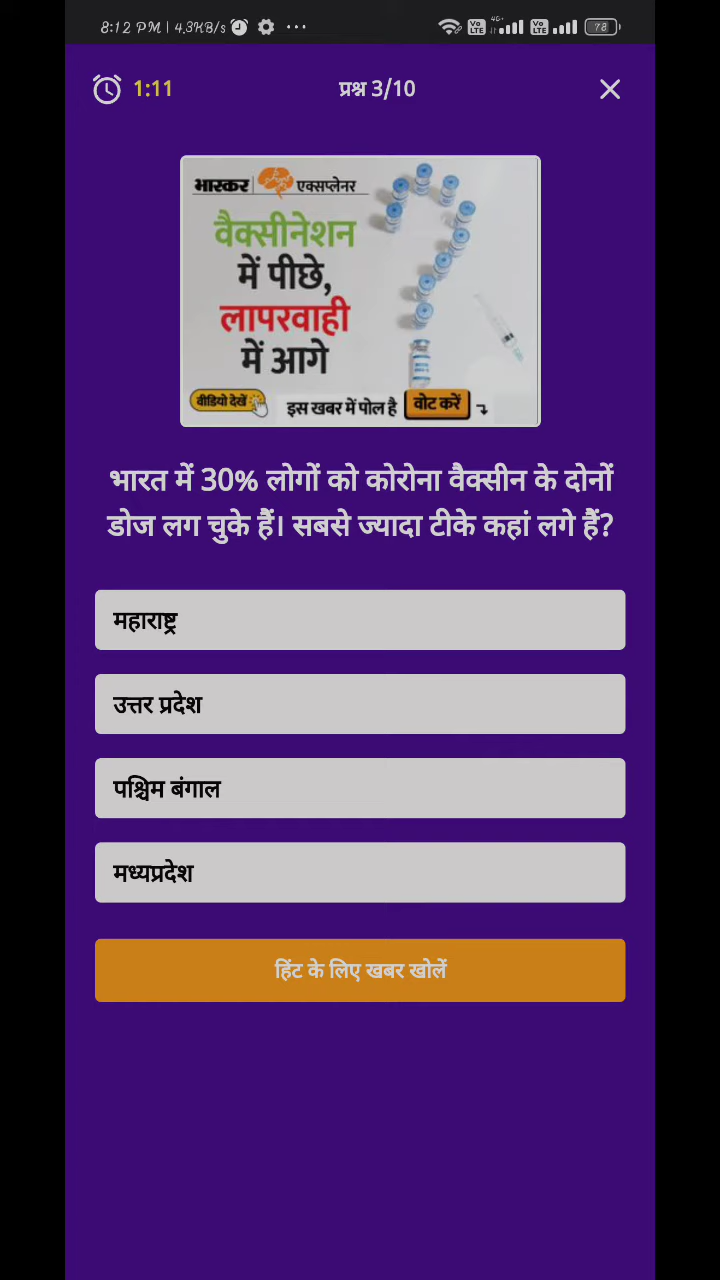 8:12 PM | 4.3KB/s
78
1:11
प्रश्न 3/10
भास्कर एक्सप्लेनर
वैक्सीनेशन
में पीछे,
लापरवाही
में आगे
वीडियो देखें
इस खबर में पोल है वोट करें
भारत में 30% लोगों को कोरोना वैक्सीन के दोनों
डोज लग चुके हैं। सबसे ज्यादा टीके कहां लगे हैं?
महाराष्ट्र
उत्तर प्रदेश
पश्चिम बंगाल
मध्यप्रदेश
हिंट के लिए खबर खोलें